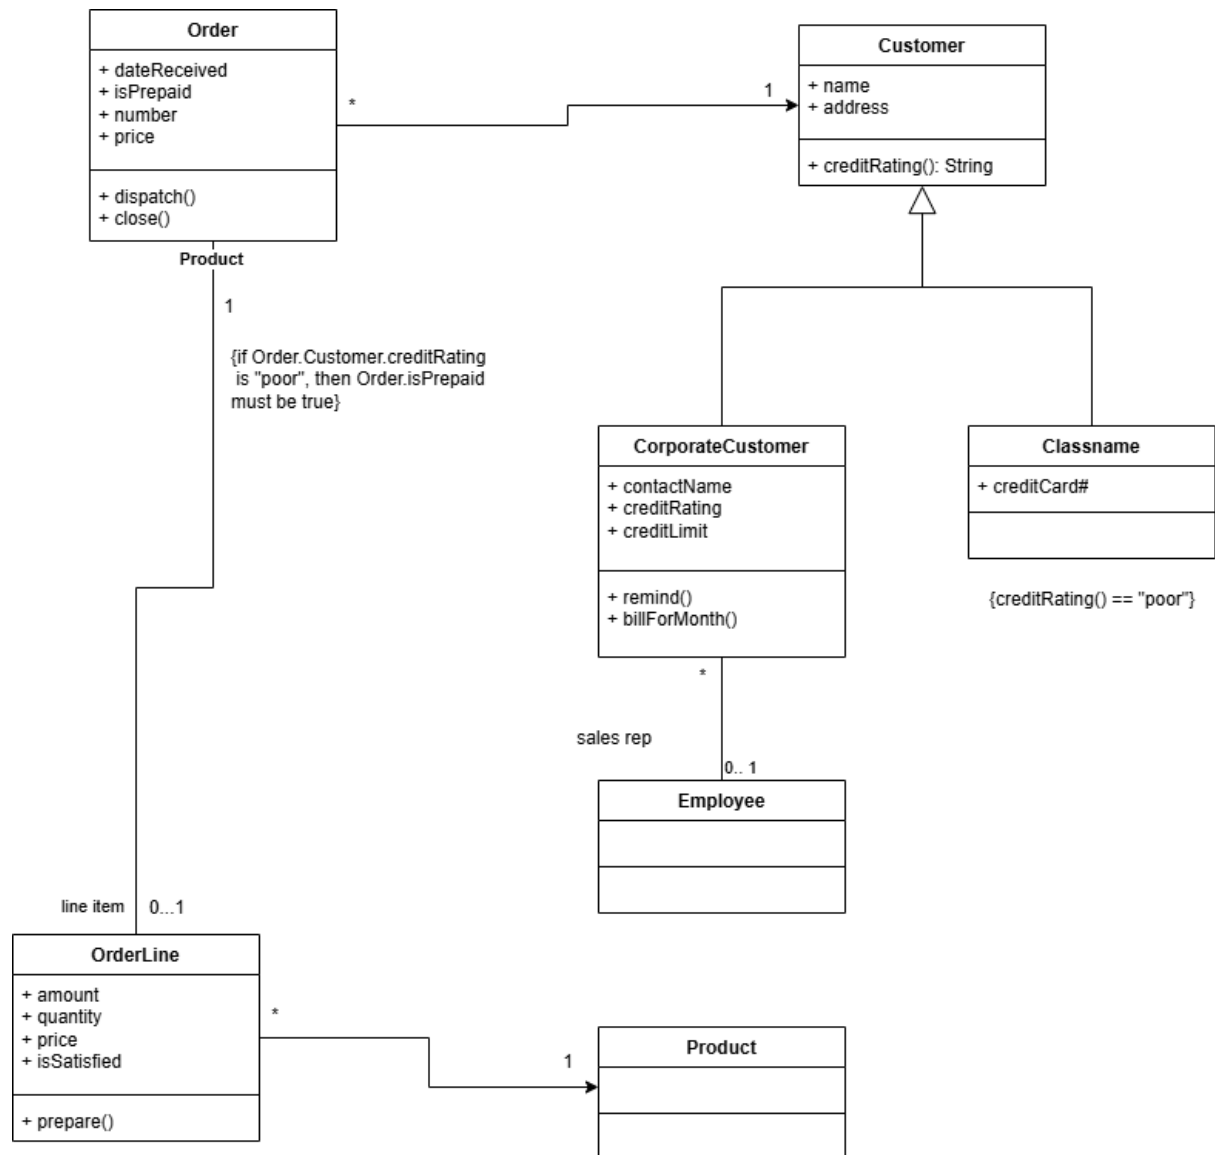 Order
+ dateReceived
+ isPrepaid
+ number
+ price
+ dispatch()
+ close()
Product
*
1
Customer
+ name
+ address
+ creditRating(): String
1
{if Order.Customer.creditRating
is "poor", then Order.isPrepaid
must be true}
CorporateCustomer
+ contactName
+ creditRating
+ creditLimit
+ remind()
+ billForMonth()
Classname
+ creditCard#
{creditRating() == "poor"}
*
sales rep
0.. 1
Employee
line item
0...1
OrderLine
+ amount
+ quantity
+ price
+ isSatisfied
+ prepare()
*
1
Product